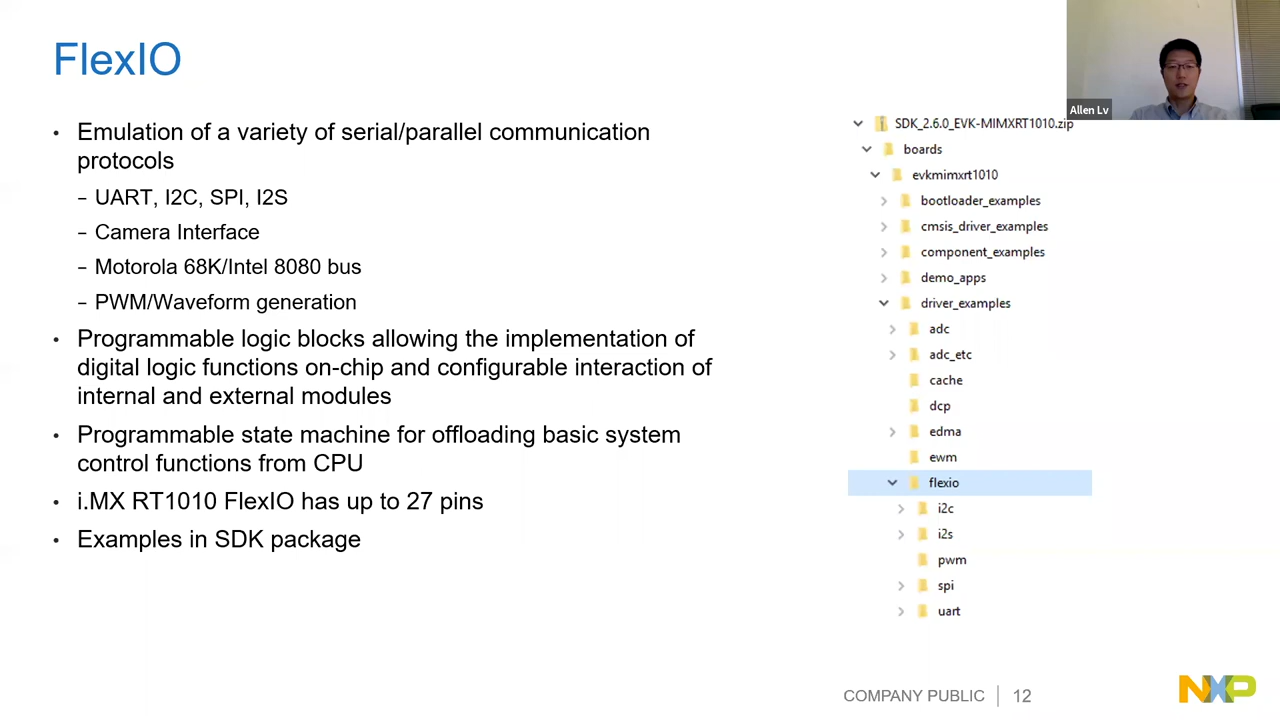 FlexIO
• Emulation of a variety of serial/parallel communication
protocols
– UART, I2C, SPI, I2S
– Camera Interface
– Motorola 68K/Intel 8080 bus
– PWM/Waveform generation
• Programmable logic blocks allowing the implementation of
digital logic functions on-chip and configurable interaction of
internal and external modules
• Programmable state machine for offloading basic system
control functions from CPU
• i.MX RT1010 FlexIO has up to 27 pins
• Examples in SDK package
Allen Lv
SDK_2.6.0_EVK-MIMXRT1010.zip
boards
evkmimxrt1010
bootloader_examples
cmsis_driver_examples
component_examples
demo_apps
driver_examples
adc
adc_etc
cache
dcp
edma
ewm
flexio
i2c
i2s
pwm
spi
uart
COMPANY PUBLIC | 12
NXP